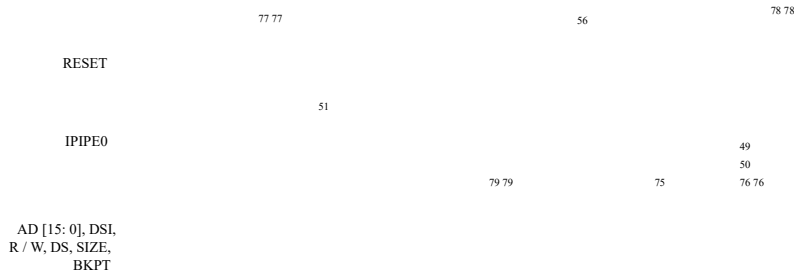 77 77
56
78 78
RESET
51
IPIPE0
49
50
79 79
75
76 76
AD [15: 0], DSI,
R / W, DS, SIZE,
BKPT